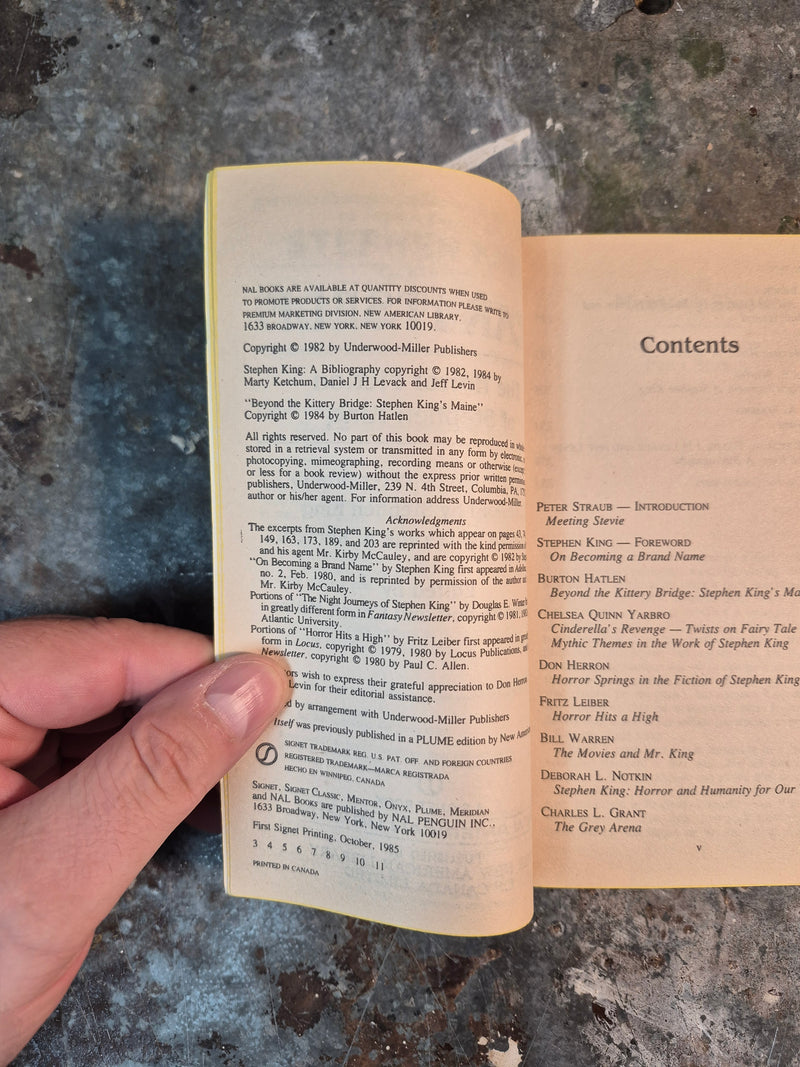 NAL BOOKS ARE AVAILABLE AT QUANTITY DISCOUNTS WHEN USED
TO PROMOTE PRODUCTS OR SERVICES. FOR INFORMATION PLEASE WRITE TO
PREMIUM MARKETING DIVISION, NEW AMERICAN LIBRARY,
1633 BROADWAY, NEW YORK, NEW YORK 10019.
Copyright © 1982 by Underwood-Miller Publishers
Stephen King: A Bibliography copyright © 1982, 1984 by
Marty Ketchum, Daniel J H Levack and Jeff Levin
"Beyond the Kittery Bridge: Stephen King's Maine"
Copyright © 1984 by Burton Hatlen
All rights reserved. No part of this book may be reproduced in
stored in a retrieval system or transmitted in any form by
photocopying, mimeographing, recording means or otherwise
or less for a book review) without the express prior written
publishers, Underwood-Miller, 239 N. 4th Street, Columbia, PA,
author or his/her agent. For information address Underwood-Miller
Acknowledgments
The excerpts from Stephen King's works which appear on pages 43,
149, 163, 173, 189, and 203 are reprinted with the kind permission
and his agent Mr. Kirby McCauley, and are copyright © 1982 by
"On Becoming a Brand Name" by Stephen King first appeared in
no. 2, Feb. 1980, and is reprinted by permission of the author
Mr. Kirby McCauley.
Portions of "The Night Journeys of Stephen King" by Douglas E.
in greatly different form in Fantasy Newsletter, copyright © 1981,
Atlantic University.
Portions of "Horror Hits a High" by Fritz Leiber first appeared in
form in Locus, copyright © 1979, 1980 by Locus Publications,
Newsletter, copyright © 1980 by Paul C. Allen.
wish to express their grateful appreciation to Don Herron
Levin for their editorial assistance.
by arrangement with Underwood-Miller Publishers
Itself was previously published in a PLUME edition by New
SIGNET TRADEMARK REG. U.S. PAT. OFF. AND FOREIGN COUNTRIES
REGISTERED TRADEMARK—MARCA REGISTRADA
HECHO EN WINNIPEG, CANADA
SIGNET, SIGNET CLASSIC, MENTOR, ONYX, PLUME, MERIDIAN
and NAL BOOKS are published by NAL PENGUIN INC.,
1633 Broadway, New York, New York 10019
First Signet Printing, October, 1985
3 4 5 6 7 8 9 10 11
PRINTED IN CANADA
Contents
PETER STRAUB — INTRODUCTION
Meeting Stevie
STEPHEN KING — FOREWORD
On Becoming a Brand Name
BURTON HATLEN
Beyond the Kittery Bridge: Stephen King's
CHELSEA QUINN YARBRO
Cinderella's Revenge — Twists on Fairy Tale
Mythic Themes in the Work of Stephen King
DON HERRON
Horror Springs in the Fiction of Stephen King
FRITZ LEIBER
Horror Hits a High
BILL WARREN
The Movies and Mr. King
DEBORAH L. NOTKIN
Stephen King: Horror and Humanity for Our
CHARLES L. GRANT
The Grey Arena
v